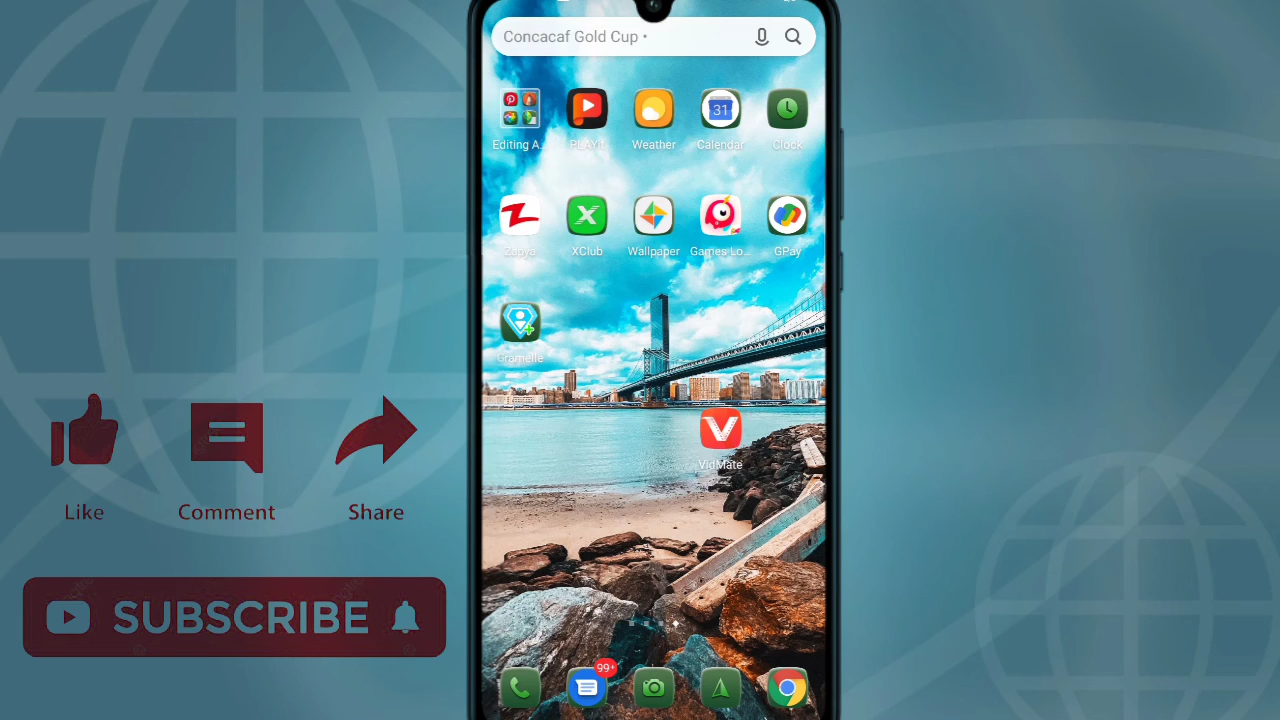 Concacaf Gold Cup •
31
Editing A...
PLAYit
Weather
Calendar
Clock
Zapya
XClub
Wallpaper
Games Lo...
GPay
Gramelle
VidMate
Like
Comment
Share
SUBSCRIBE
99+